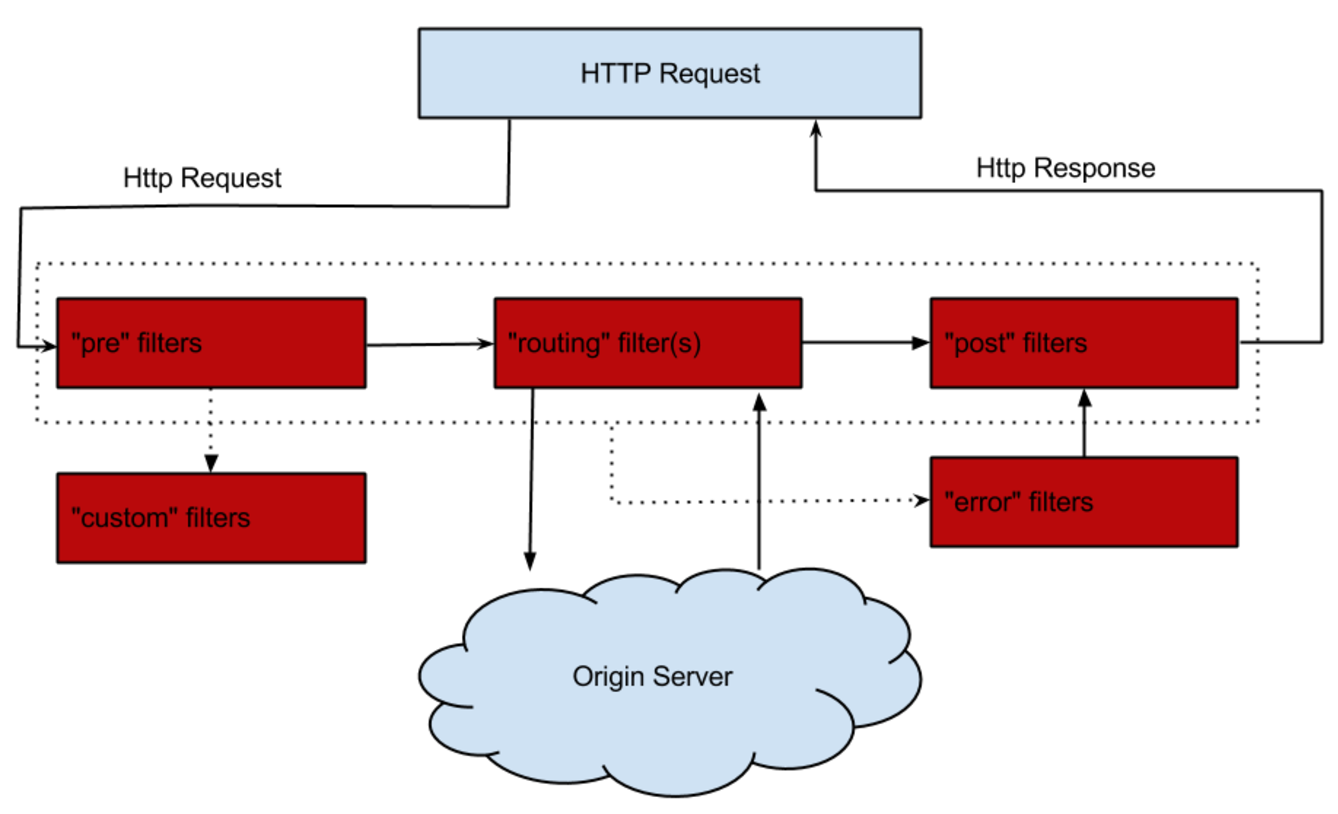 HTTP Request
Http Request
Http Response
"pre" filters
"routing" filter(s)
"post" filters
"custom" filters
"error" filters
Origin Server